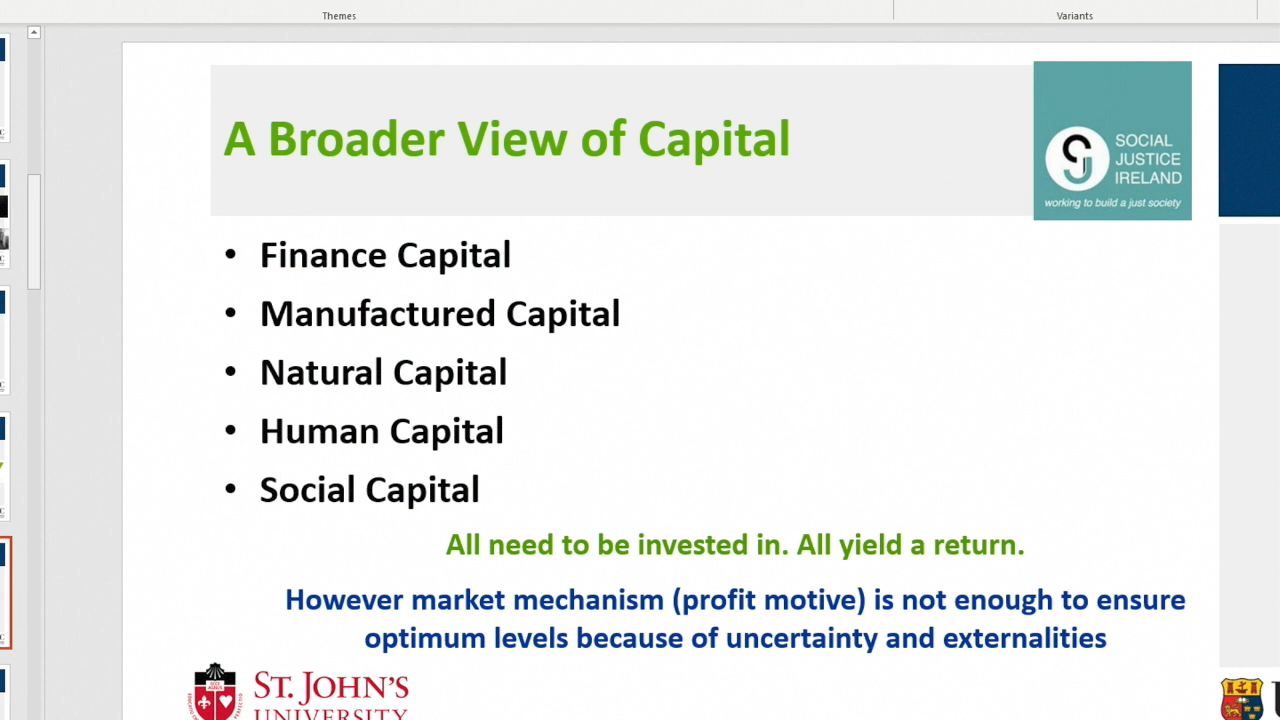 Themes
Variants
A Broader View of Capital
SOCIAL
JUSTICE
IRELAND
working to build a just society
• Finance Capital
• Manufactured Capital
• Natural Capital
• Human Capital
• Social Capital
All need to be invested in. All yield a return.
However market mechanism (profit motive) is not enough to ensure
optimum levels because of uncertainty and externalities
ST. JOHN'S
UNIVERSITY